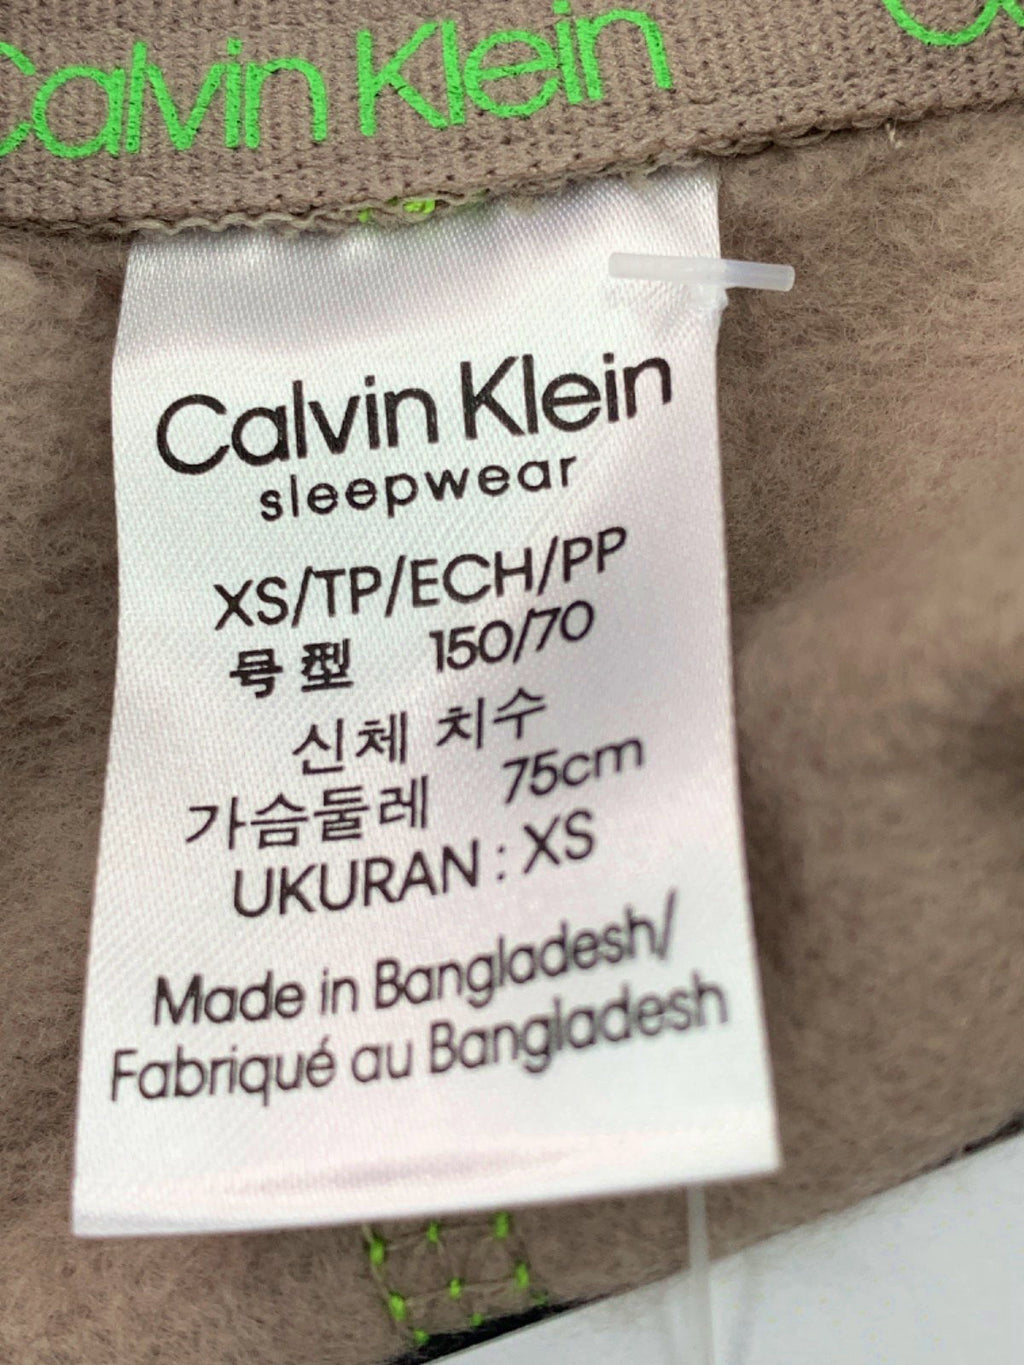 Calvin Klein
Calvin Klein
sleepwear
XS/TP/ECH/PP
号型 150/70
신체 치수
가슴둘레 75cm
UKURAN : XS
Made in Bangladesh/
Fabriqué au Bangladesh